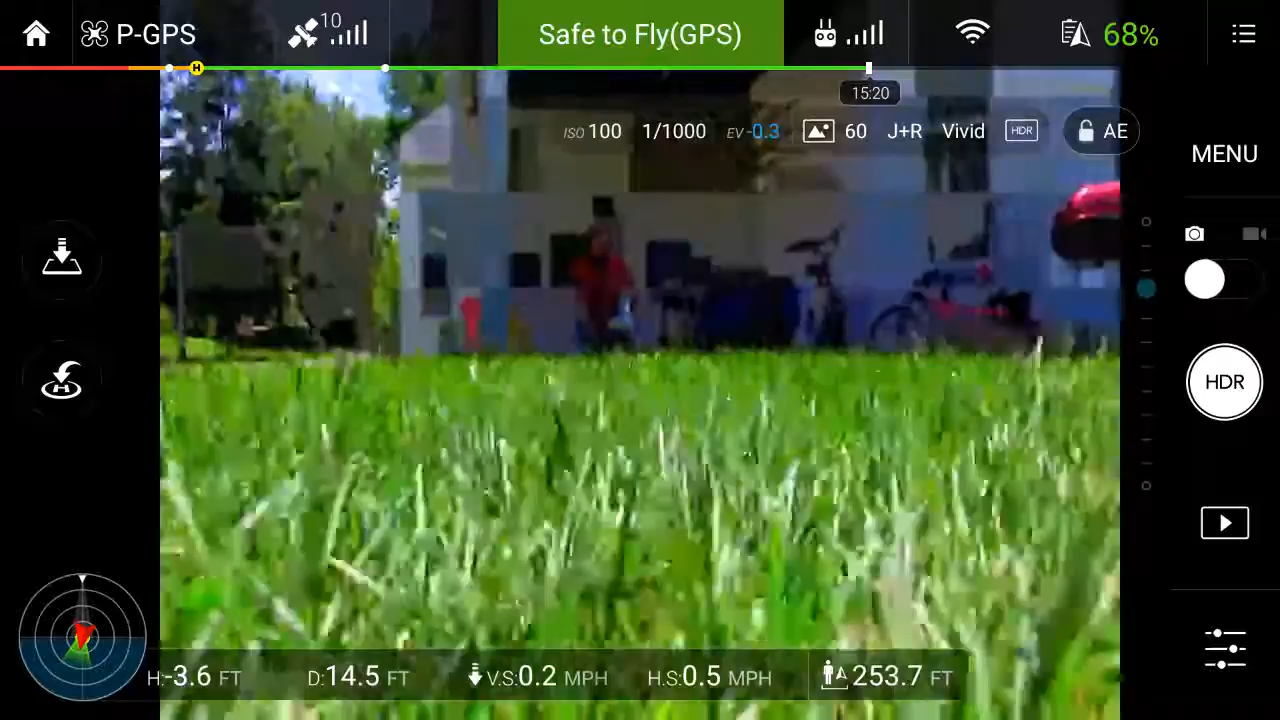 P-GPS 10 Safe to Fly(GPS) 68%
H
15:20
ISO 100 1/1000 EV -0.3 60 J+R Vivid HDR AE
MENU
HDR
H
H:-3.6 FT D:14.5 FT V.S:0.2 MPH H.S:0.5 MPH 253.7 FT